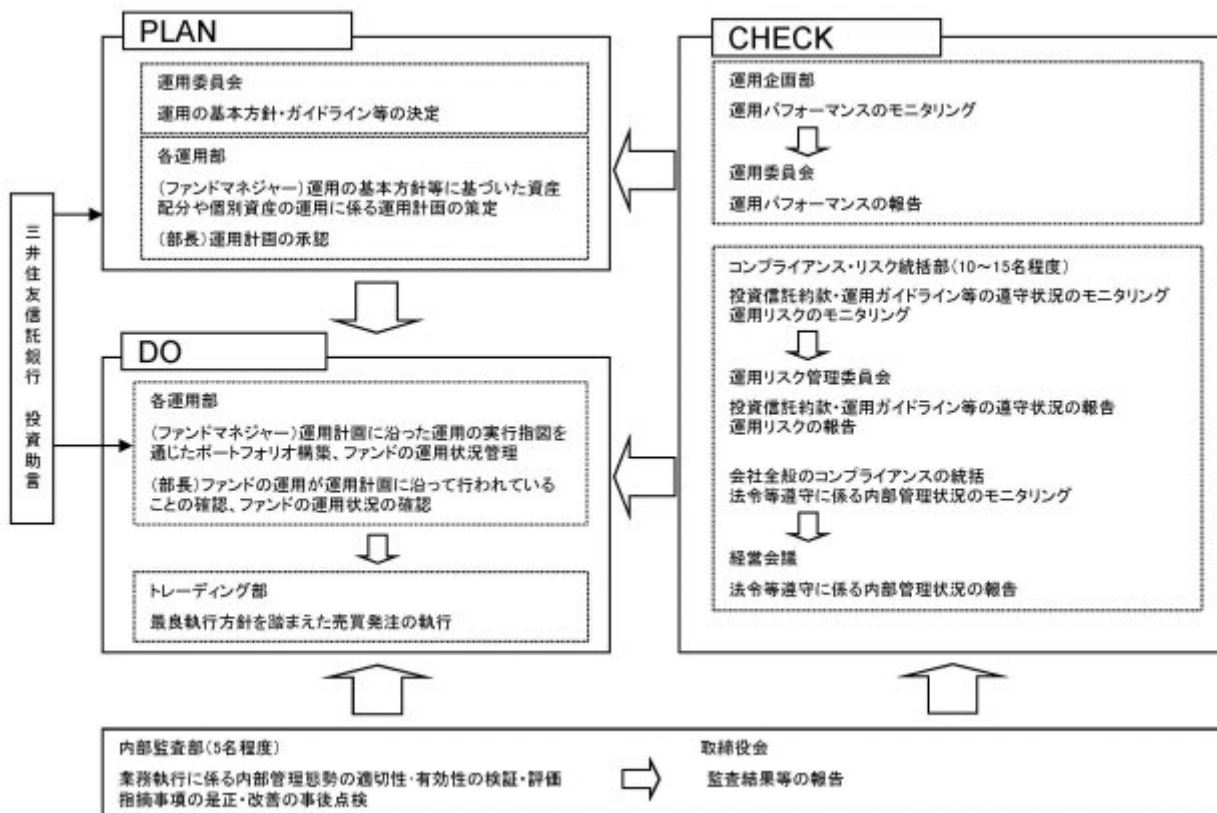 PLAN
運用委員会
運用の基本方針・ガイドライン等の決定
各運用部
(ファンドマネジャー)運用の基本方針等に基づいた資産
配分や個別資産の運用に係る運用計画の策定
(部長)運用計画の承認
三井住友信託銀行 投資助言
DO
各運用部
(ファンドマネジャー)運用計画に沿った運用の実行指図を
通じたポートフォリオ構築、ファンドの運用状況管理
(部長)ファンドの運用が運用計画に沿って行われている
ことの確認、ファンドの運用状況の確認
トレーディング部
最良執行方針を踏まえた売買発注の執行
CHECK
運用企画部
運用パフォーマンスのモニタリング
運用委員会
運用パフォーマンスの報告
コンプライアンス・リスク統括部(10~15名程度)
投資信託約款・運用ガイドライン等の遵守状況のモニタリング
運用リスクのモニタリング
運用リスク管理委員会
投資信託約款・運用ガイドライン等の遵守状況の報告
運用リスクの報告
会社全般のコンプライアンスの統括
法令等遵守に係る内部管理状況のモニタリング
経営会議
法令等遵守に係る内部管理状況の報告
内部監査部(5名程度)
業務執行に係る内部管理態勢の適切性・有効性の検証・評価
指摘事項の是正・改善の事後点検
取締役会
監査結果等の報告